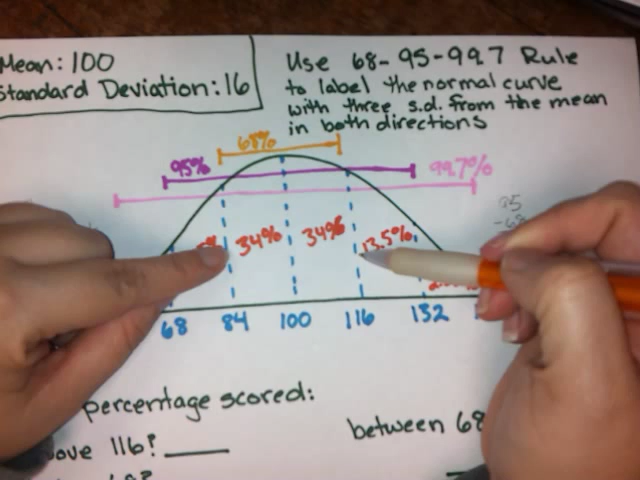 Mean: 100
Standard Deviation: 16
Use 68-95-99.7 Rule
to label the normal curve
with three s.d. from the mean
in both directions
68%
95%
99.7%
95
34%
34%
13.5%
68
84
100
116
132
percentage scored:
116?
between 68